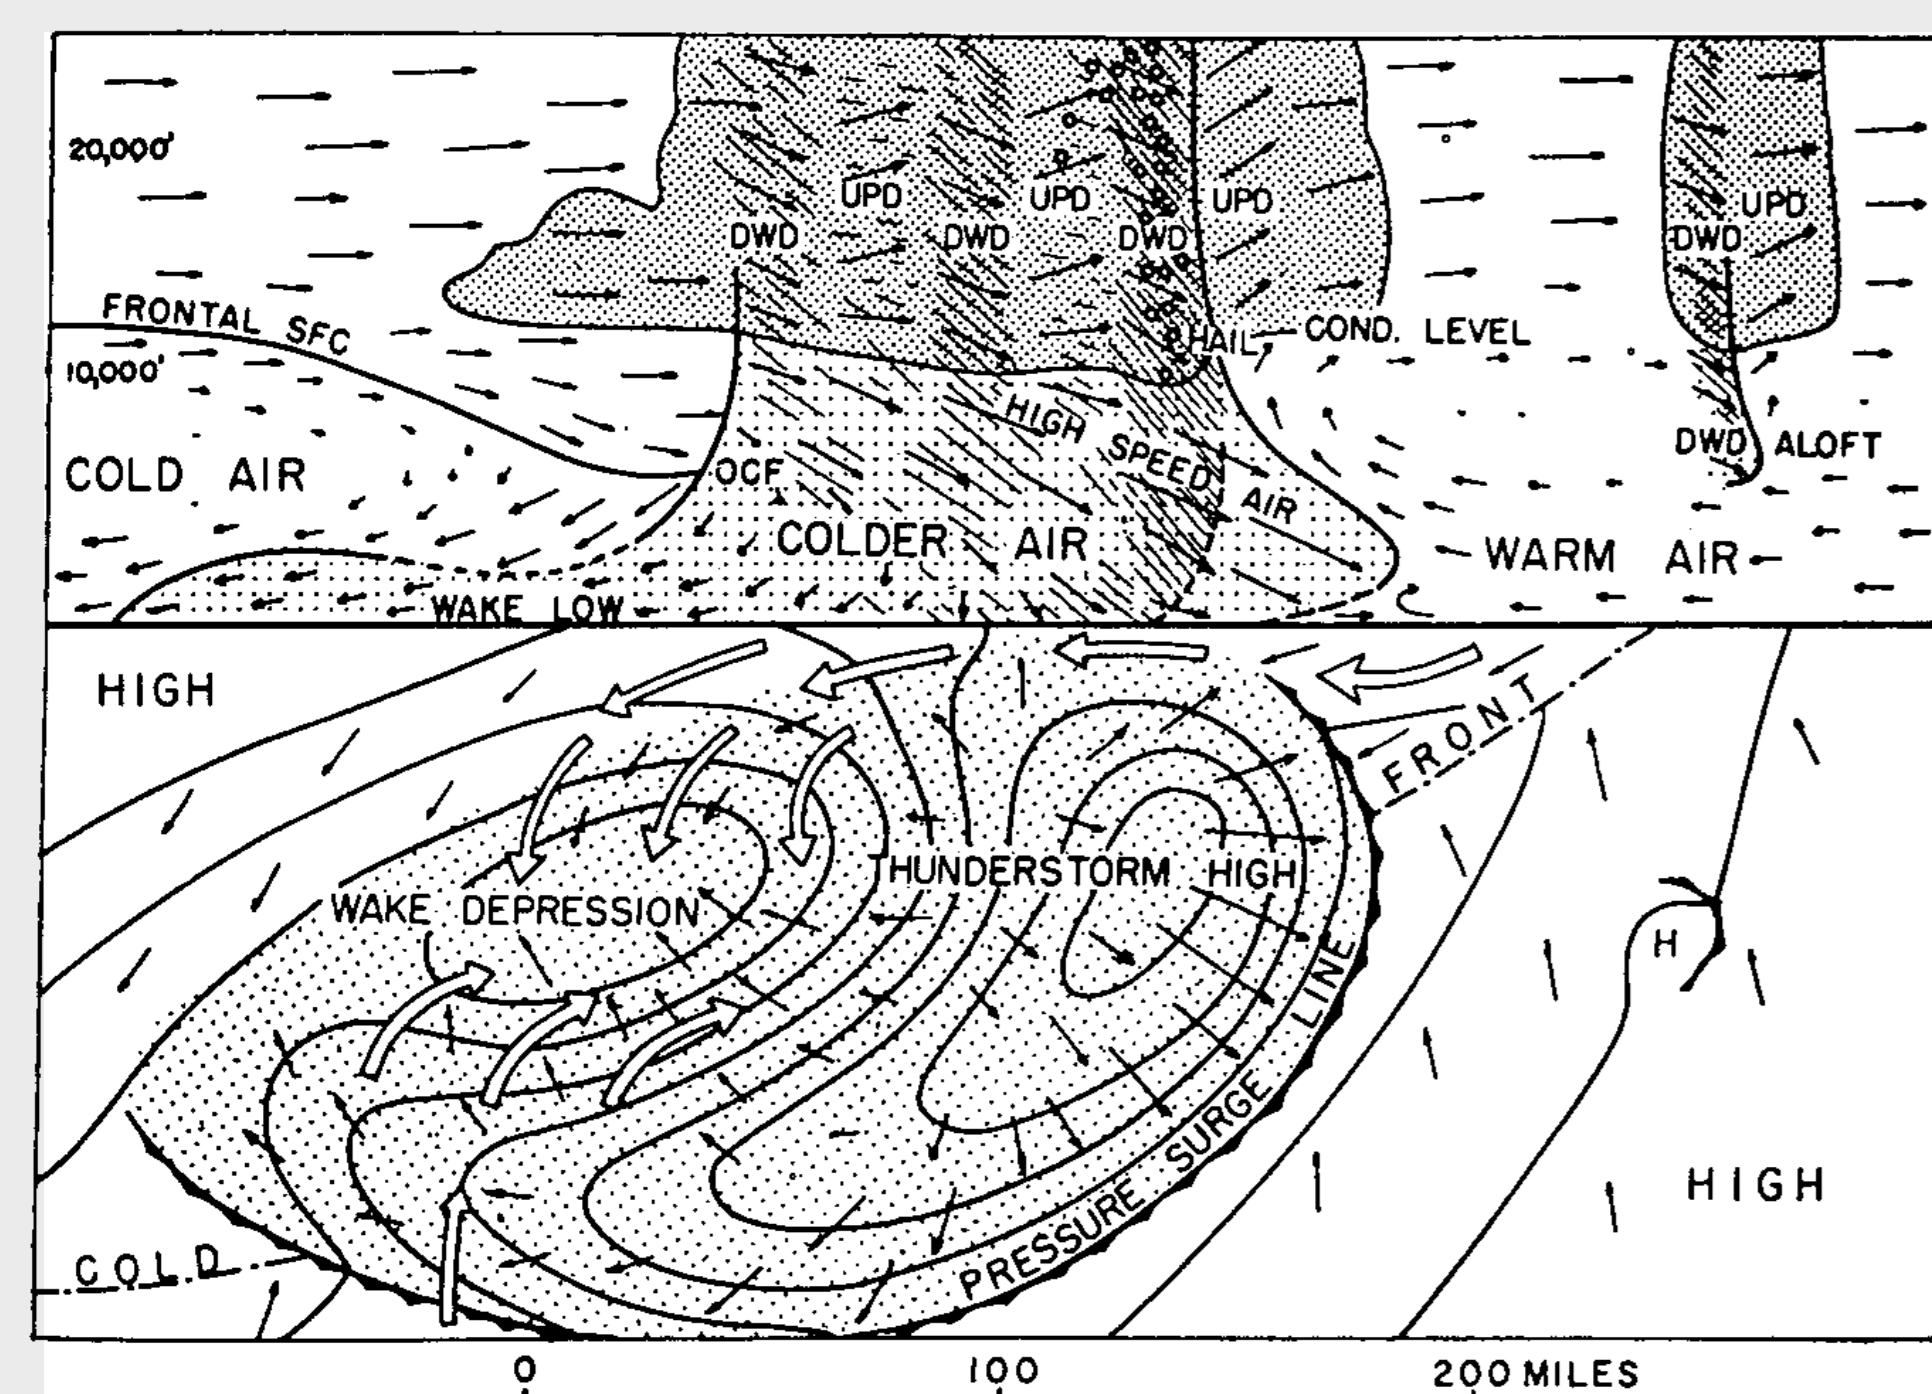 20,000'
UPD UPD UPD UPD
DWD DWD DWD DWD
FRONTAL SFC
HAIL COND. LEVEL
10,000'
HIGH SPEED AIR
DWD ALOFT
COLD AIR
OCF
COLDER AIR
WARM AIR
WAKE LOW
HIGH
FRONT
THUNDERSTORM HIGH
WAKE DEPRESSION
H
PRESSURE SURGE LINE
HIGH
COLD
0 100 200 MILES